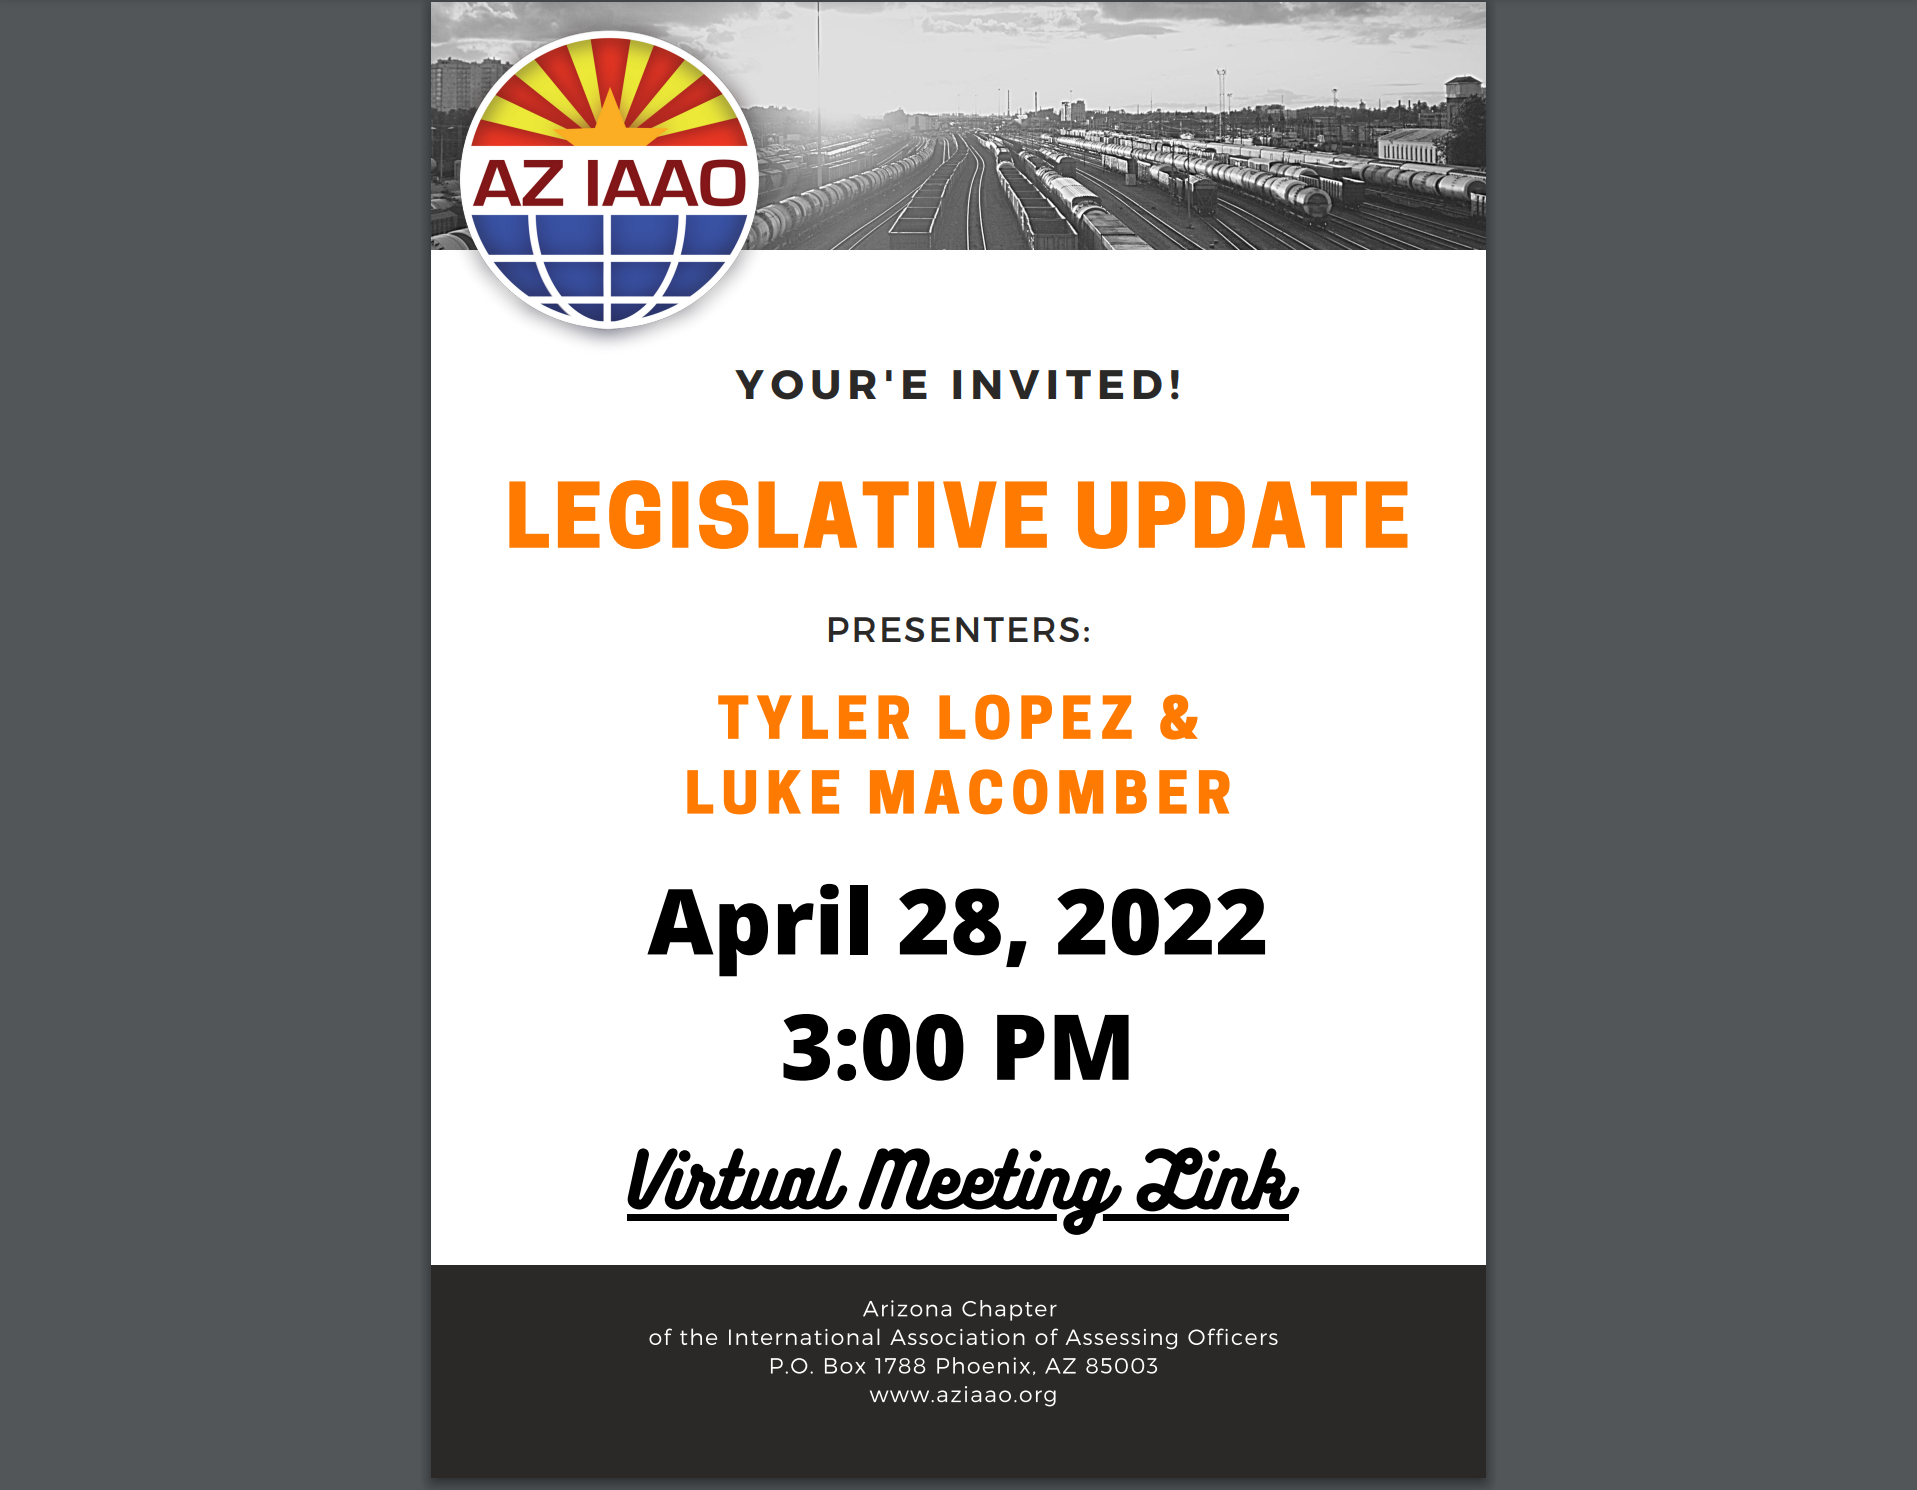 AZ IAAO
YOUR'E INVITED!
LEGISLATIVE UPDATE
PRESENTERS:
TYLER LOPEZ &
LUKE MACOMBER
April 28, 2022
3:00 PM
Virtual Meeting Link
Arizona Chapter
of the International Association of Assessing Officers
P.O. Box 1788 Phoenix, AZ 85003
www.aziaao.org